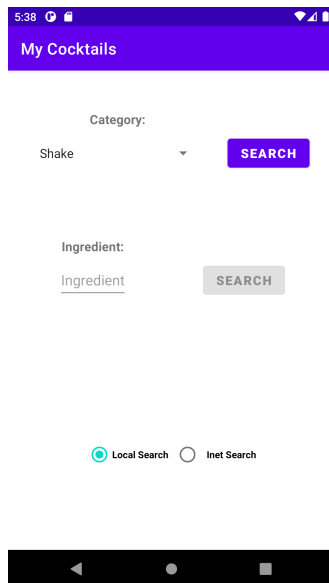 5:38
My Cocktails
Category:
Shake
SEARCH
Ingredient:
Ingredient
SEARCH
Local Search
Inet Search